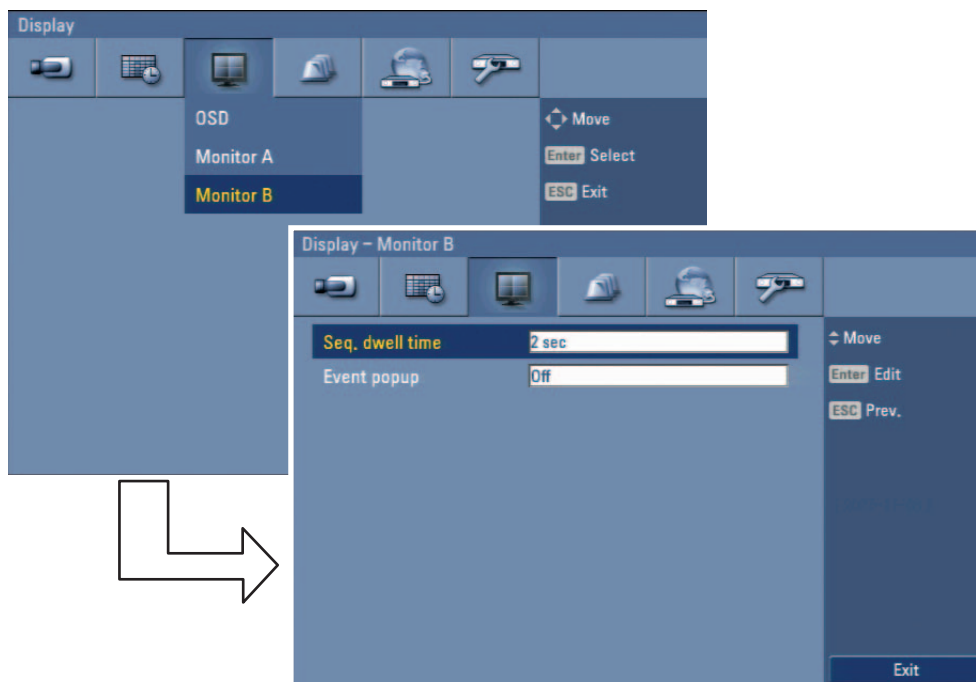 Display
OSD
Monitor A
Monitor B
Move
Enter Select
ESC Exit
Display – Monitor B
Seq. dwell time 2 sec
Event popup Off
Move
Enter Edit
ESC Prev.
Exit